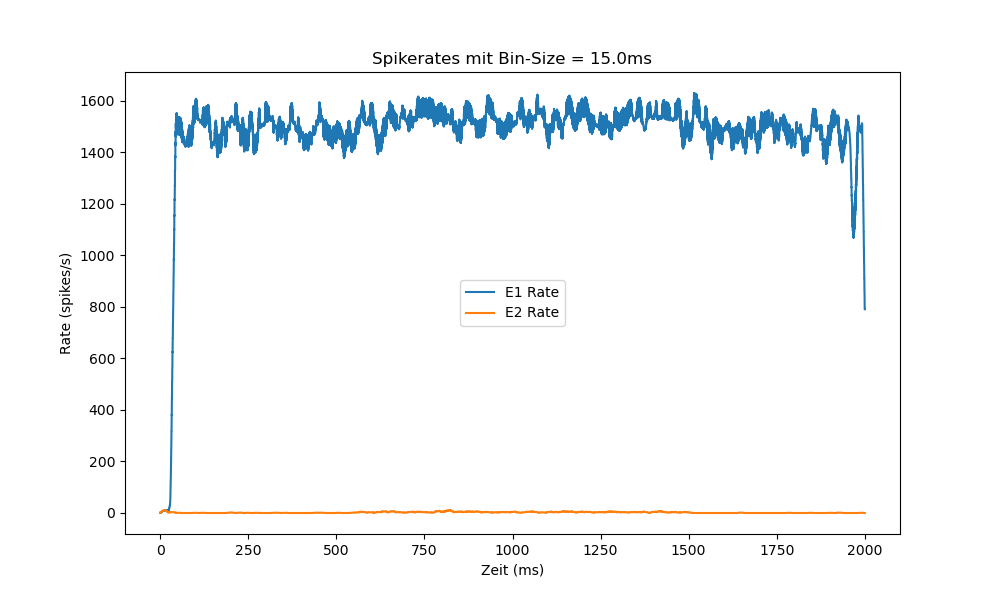 Spikerates mit Bin-Size = 15.0ms
1600
1400
1200
1000
800
600
400
200
0
Rate (spikes/s)
E1 Rate
E2 Rate
0 250 500 750 1000 1250 1500 1750 2000
Zeit (ms)